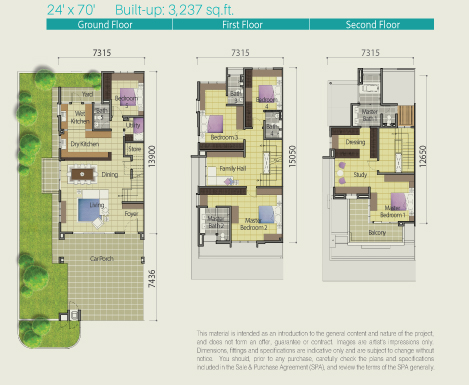 24' x 70' Built-up: 3,237 sq.ft.
Ground Floor
First Floor
Second Floor
7315
7315
7315
Yard
Bath
Bedroom
Wet
Kitchen
Utility
Dry Kitchen
Store
Dining
Living
Foyer
Car Porch
13900
7436
Bath
3
Bedroom
4
Bath
Bedroom 3
Family Hall
Master
Bath 2
Master
Bedroom 2
15050
Master
Bath 1
Dressing
Study
Master
Bedroom 1
Balcony
12650
This material is intended as an introduction to the general content and nature of the project,
and does not form an offer, guarantee or contract. Images are artist's impressions only.
Dimensions, fittings and specifications are indicative only and are subject to change without
notice. You should, prior to any purchase, carefully check the plans and specifications
included in the Sale & Purchase Agreement (SPA), and review the terms of the SPA generally.